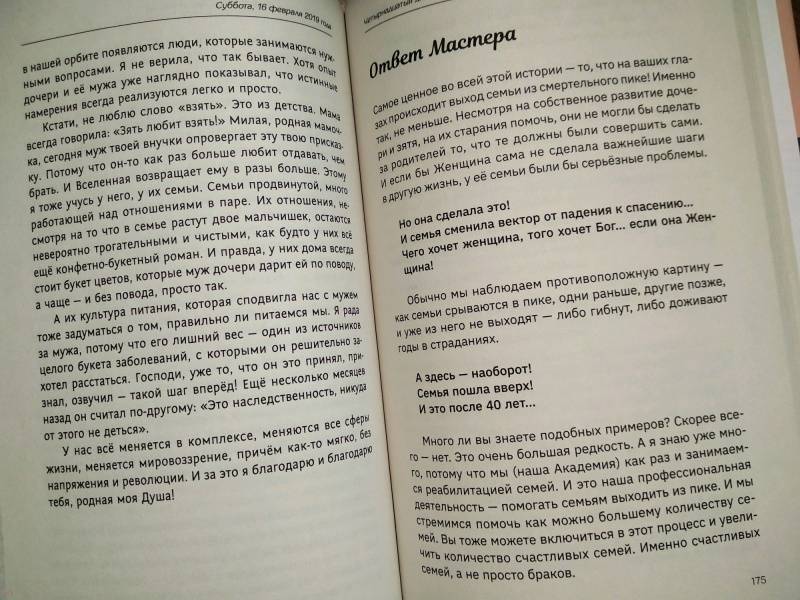 Суббота, 16 февраля 2019 год
в нашей орбите появляются люди, которые занимаются нуж-
ными вопросами. Я не верила, что так бывает. Хотя опыт
дочери и её мужа уже наглядно показывал, что истинные
намерения всегда реализуются легко и просто.
Кстати, не люблю слово «взять». Это из детства. Мама
всегда говорила: «Зять любит взять!» Милая, родная мамоч-
ка, сегодня муж твоей внучки опровергает эту твою присказ-
ку. Потому что он-то как раз больше любит отдавать, чем
брать. И Вселенная возвращает ему в разы больше. Этому
я тоже учусь у него, у их семьи. Семьи продвинутой, много
работающей над отношениями в паре. Их отношения, не-
смотря на то что в семье растут двое мальчишек, остаются
невероятно трогательными и чистыми, как будто у них всё
ещё конфетно-букетный роман. И правда, у них дома всегда
стоит букет цветов, которые муж дочери дарит ей по поводу,
а чаще — и без повода, просто так.
А их культура питания, которая сподвигла нас с мужем
тоже задуматься о том, правильно ли питаемся мы. Я рада
за мужа, потому что его лишний вес — один из источников
целого букета заболеваний, с которыми он решительно за-
хотел расстаться. Господи, уже то, что он это принял, при-
знал, озвучил — такой шаг вперёд! Ещё несколько месяцев
назад он считал по-другому: «Это наследственность, никуда
от этого не деться».
У нас всё меняется в комплексе, меняются все сферы
жизни, меняется мировоззрение, причём как-то мягко, без
напряжения и революции. И за это я благодарю и благодарю
тебя, родная моя Душа!
Четырнадцатый
Ответ Мастера
Самое ценное во всей этой истории — то, что на ваших гла-
зах происходит выход семьи из смертельного пике! Именно
так, не меньше. Несмотря на собственное развитие доче-
ри и зятя, на их старания помочь, они не могли бы сделать
за родителей то, что те должны были совершить сами.
И если бы Женщина сама не сделала важнейшие шаги
в другую жизнь, у её семьи были бы серьёзные проблемы.
Но она сделала это!
И семья сменила вектор от падения к спасению...
Чего хочет женщина, того хочет Бог... если она Жен-
щина!
Обычно мы наблюдаем противоположную картину —
как семьи срываются в пике, одни раньше, другие позже,
и уже из него не выходят — либо гибнут, либо доживают
годы в страданиях.
А здесь — наоборот!
Семья пошла вверх!
И это после 40 лет...
Много ли вы знаете подобных примеров? Скорее все-
го — нет. Это очень большая редкость. А я знаю уже мно-
го, потому что мы (наша Академия) как раз и занимаем-
ся реабилитацией семей. И это наша профессиональная
деятельность — помогать семьям выходить из пике. И мы
стремимся помочь как можно большему количеству се-
мей. Вы тоже можете включиться в этот процесс и увели-
чить количество счастливых семей. Именно счастливых
семей, а не просто браков.
175